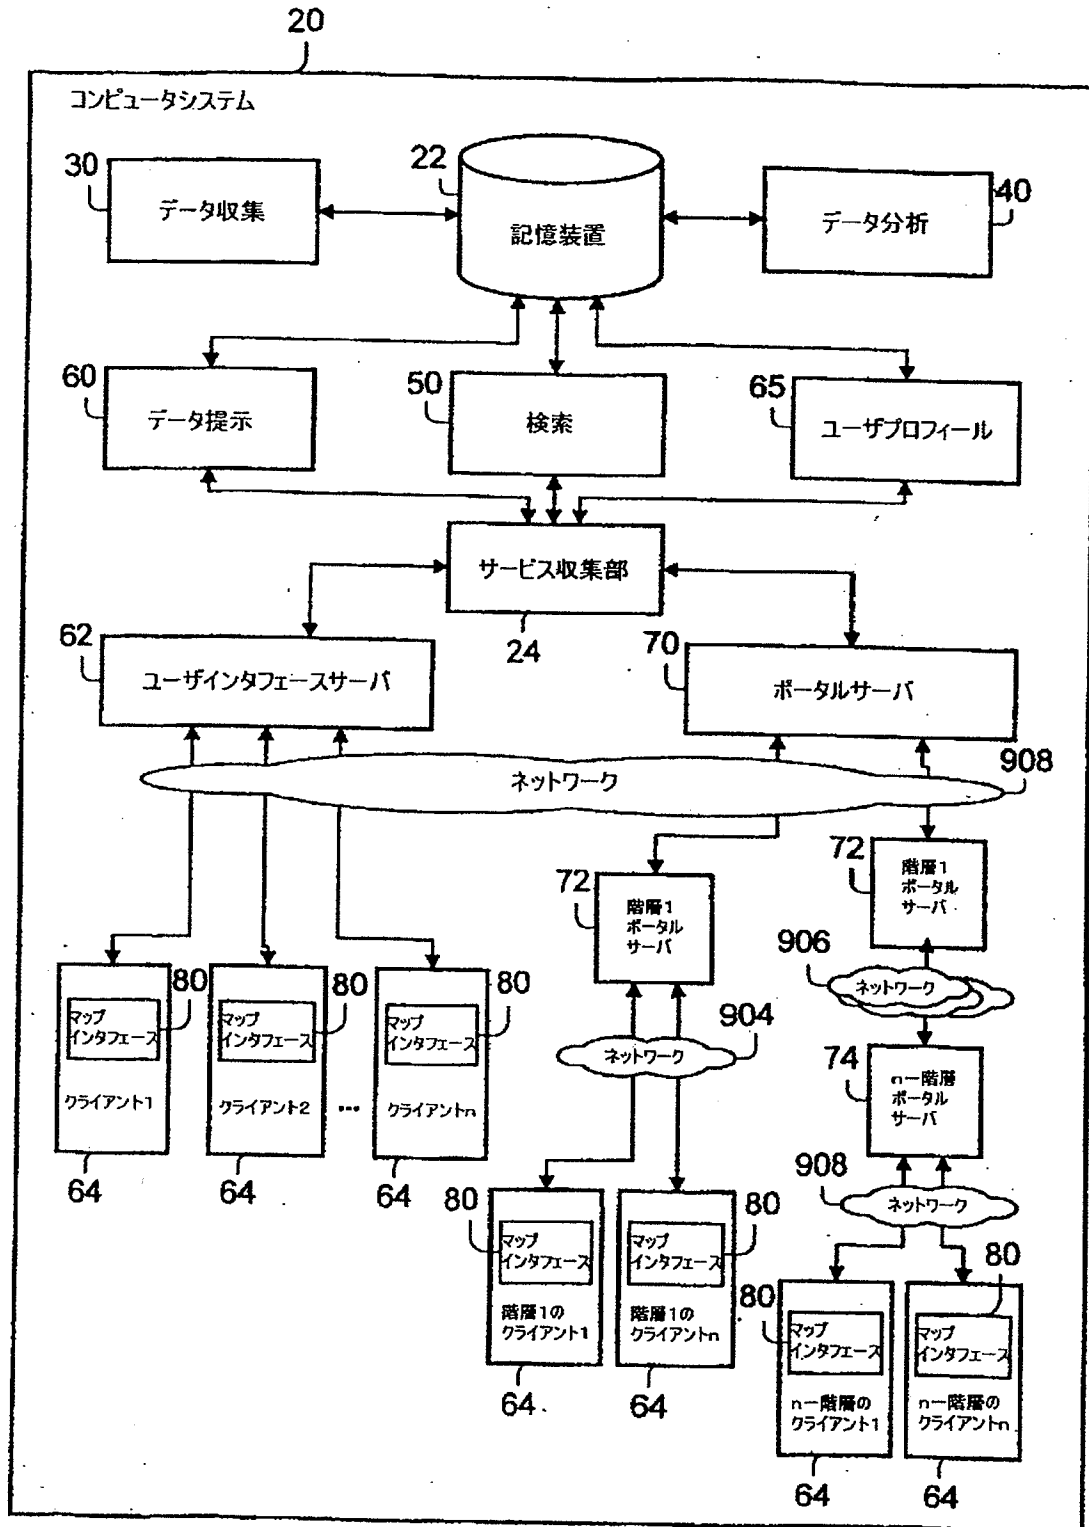 20
コンピュータシステム
30
データ収集
22
記憶装置
40
データ分析
60
データ提示
50
検索
65
ユーザプロフィール
サービス収集部
24
62
ユーザインタフェースサーバ
70
ポータルサーバ
ネットワーク
908
72
階層1
ポータル
サーバ
72
階層1
ポータル
サーバ
906
ネットワーク
904
ネットワーク
74
n-階層
ポータル
サーバ
908
ネットワーク
80
マップ
インタフェース
クライアント1
64
80
マップ
インタフェース
クライアント2
64
...
80
マップ
インタフェース
クライアントn
64
80
マップ
インタフェース
階層1の
クライアント1
64
80
マップ
インタフェース
階層1の
クライアントn
64
80
マップ
インタフェース
n-階層の
クライアント1
64
80
マップ
インタフェース
n-階層の
クライアントn
64